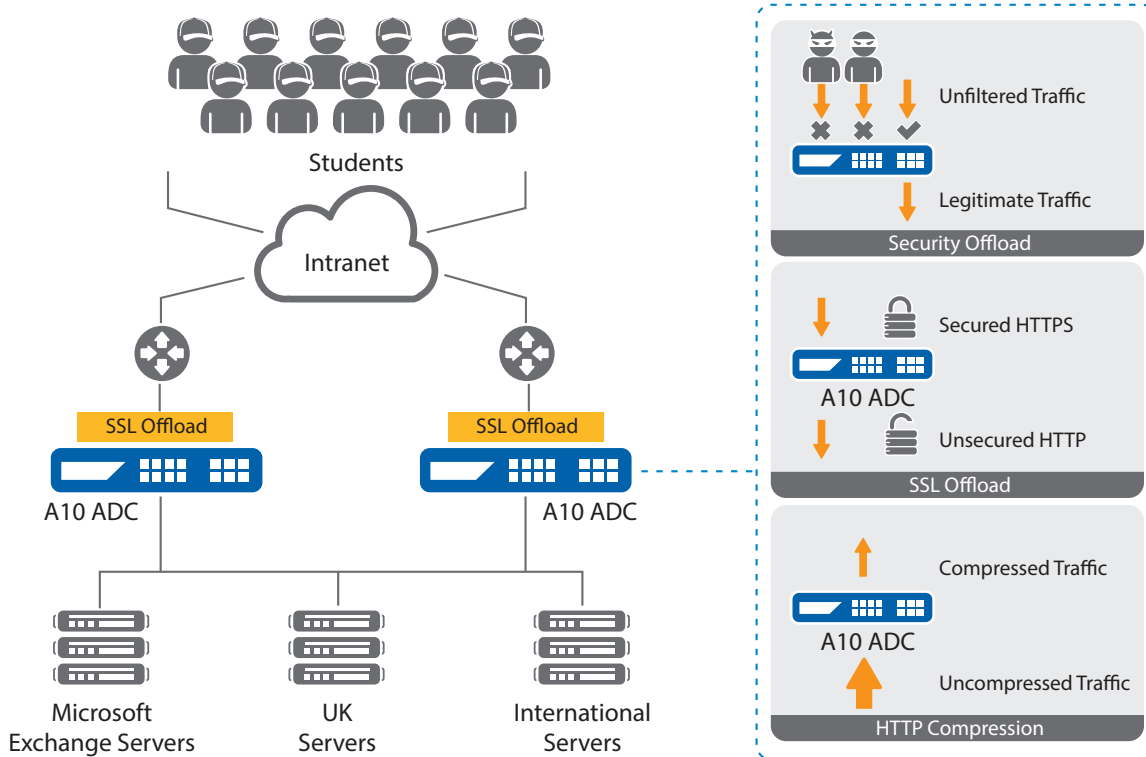 Students
Intranet
SSL Offload
SSL Offload
A10 ADC
A10 ADC
Microsoft
Exchange Servers
UK
Servers
International
Servers
Unfiltered Traffic
Legitimate Traffic
Security Offload
Secured HTTPS
A10 ADC
Unsecured HTTP
SSL Offload
Compressed Traffic
A10 ADC
Uncompressed Traffic
HTTP Compression